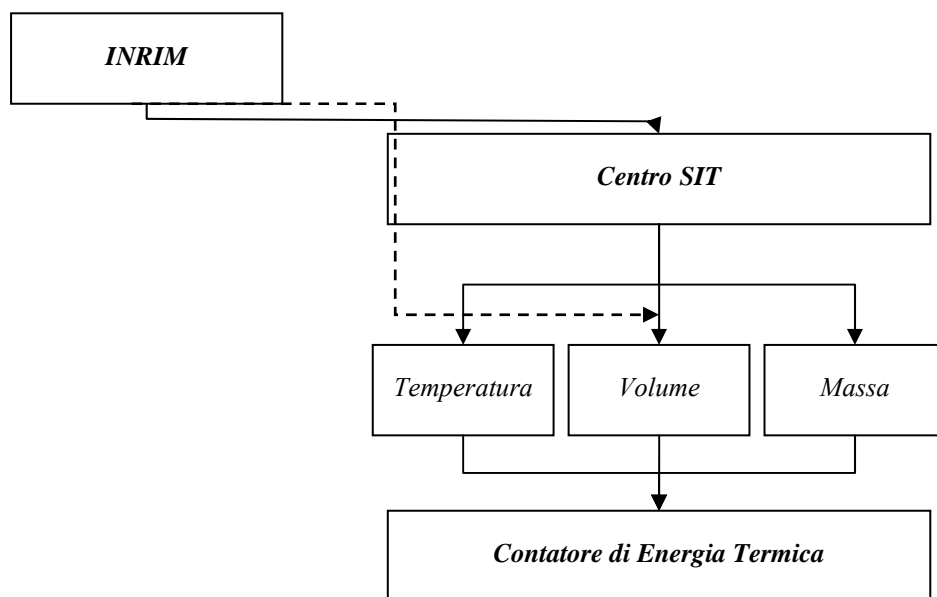 INRIM
Centro SIT
Temperatura
Volume
Massa
Contatore di Energia Termica